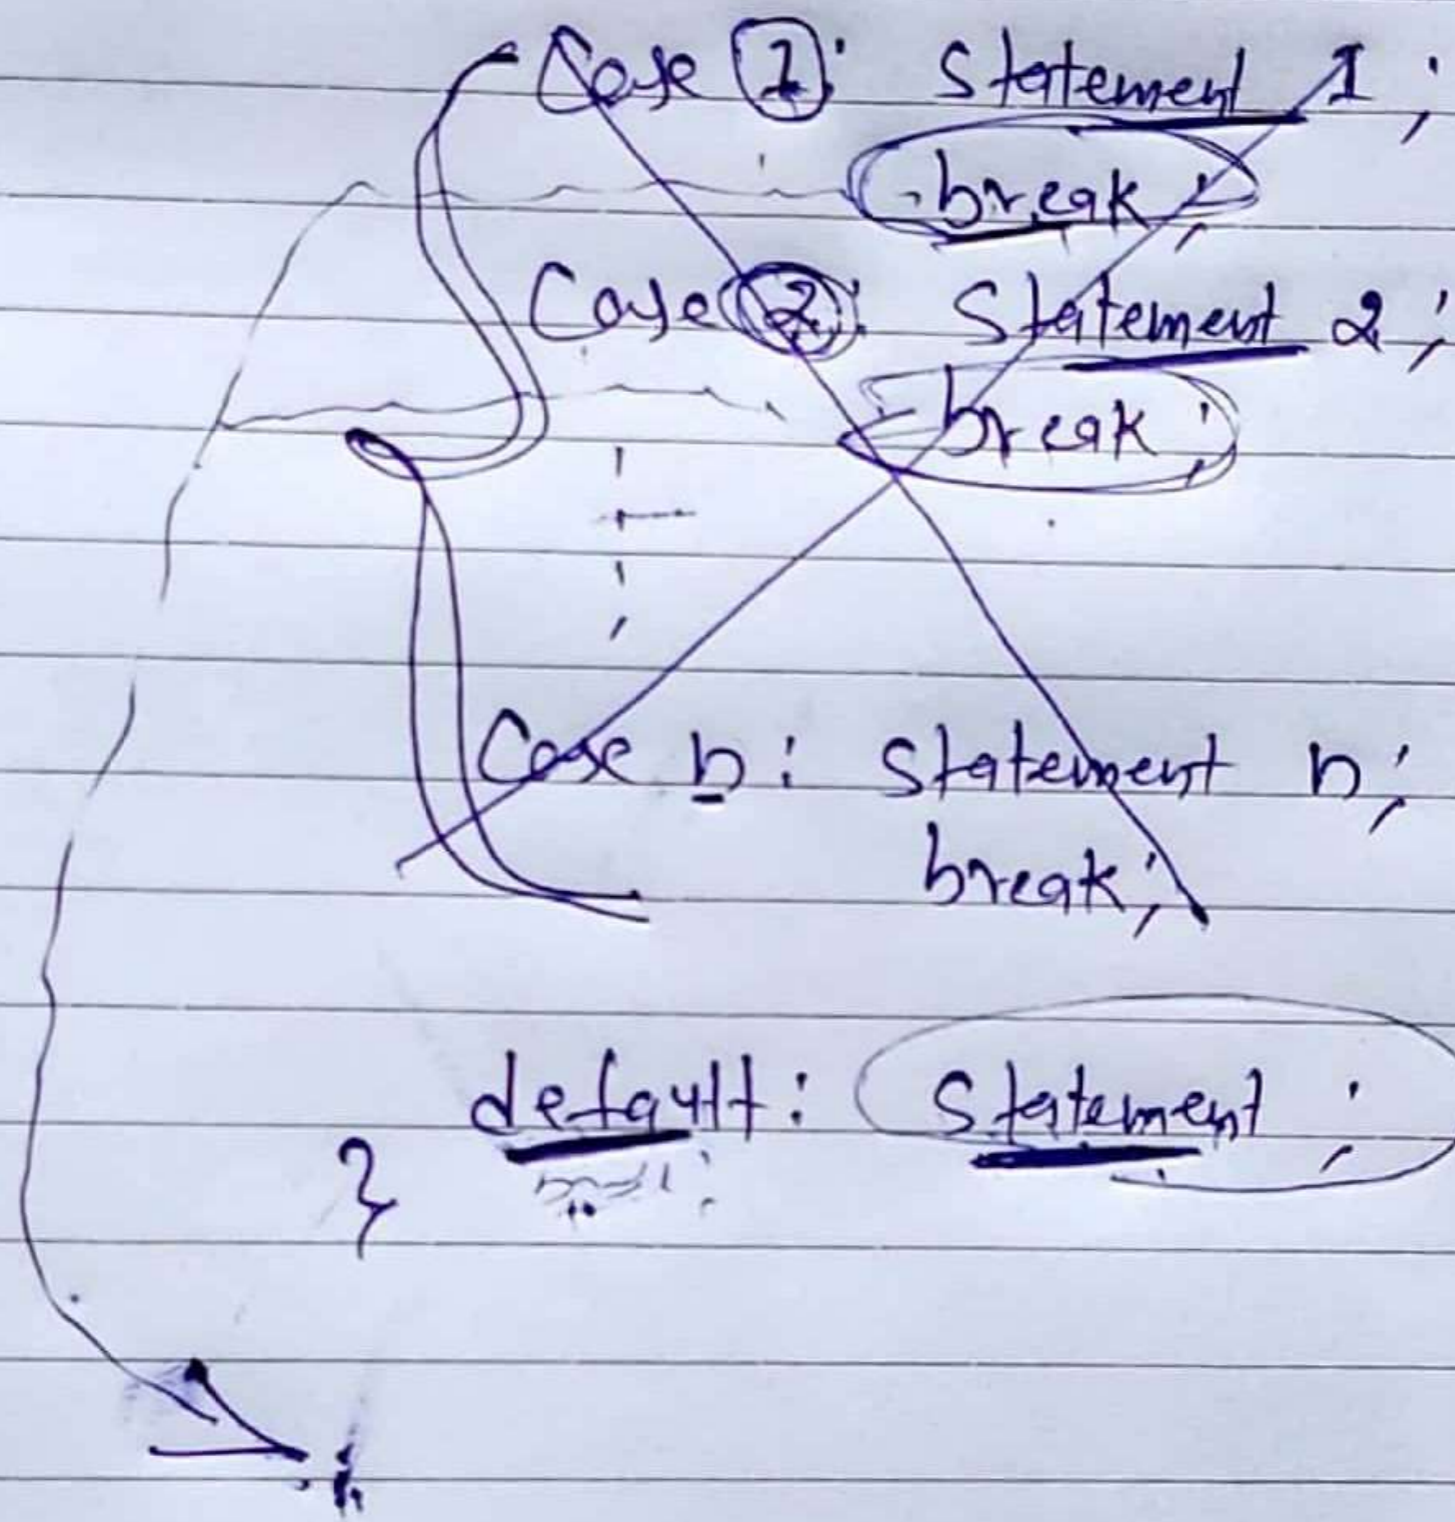 Case 1: Statement 1;
break;
Case 2: Statement 2;
break;
Case n: Statement n;
break;
default: Statement;
}